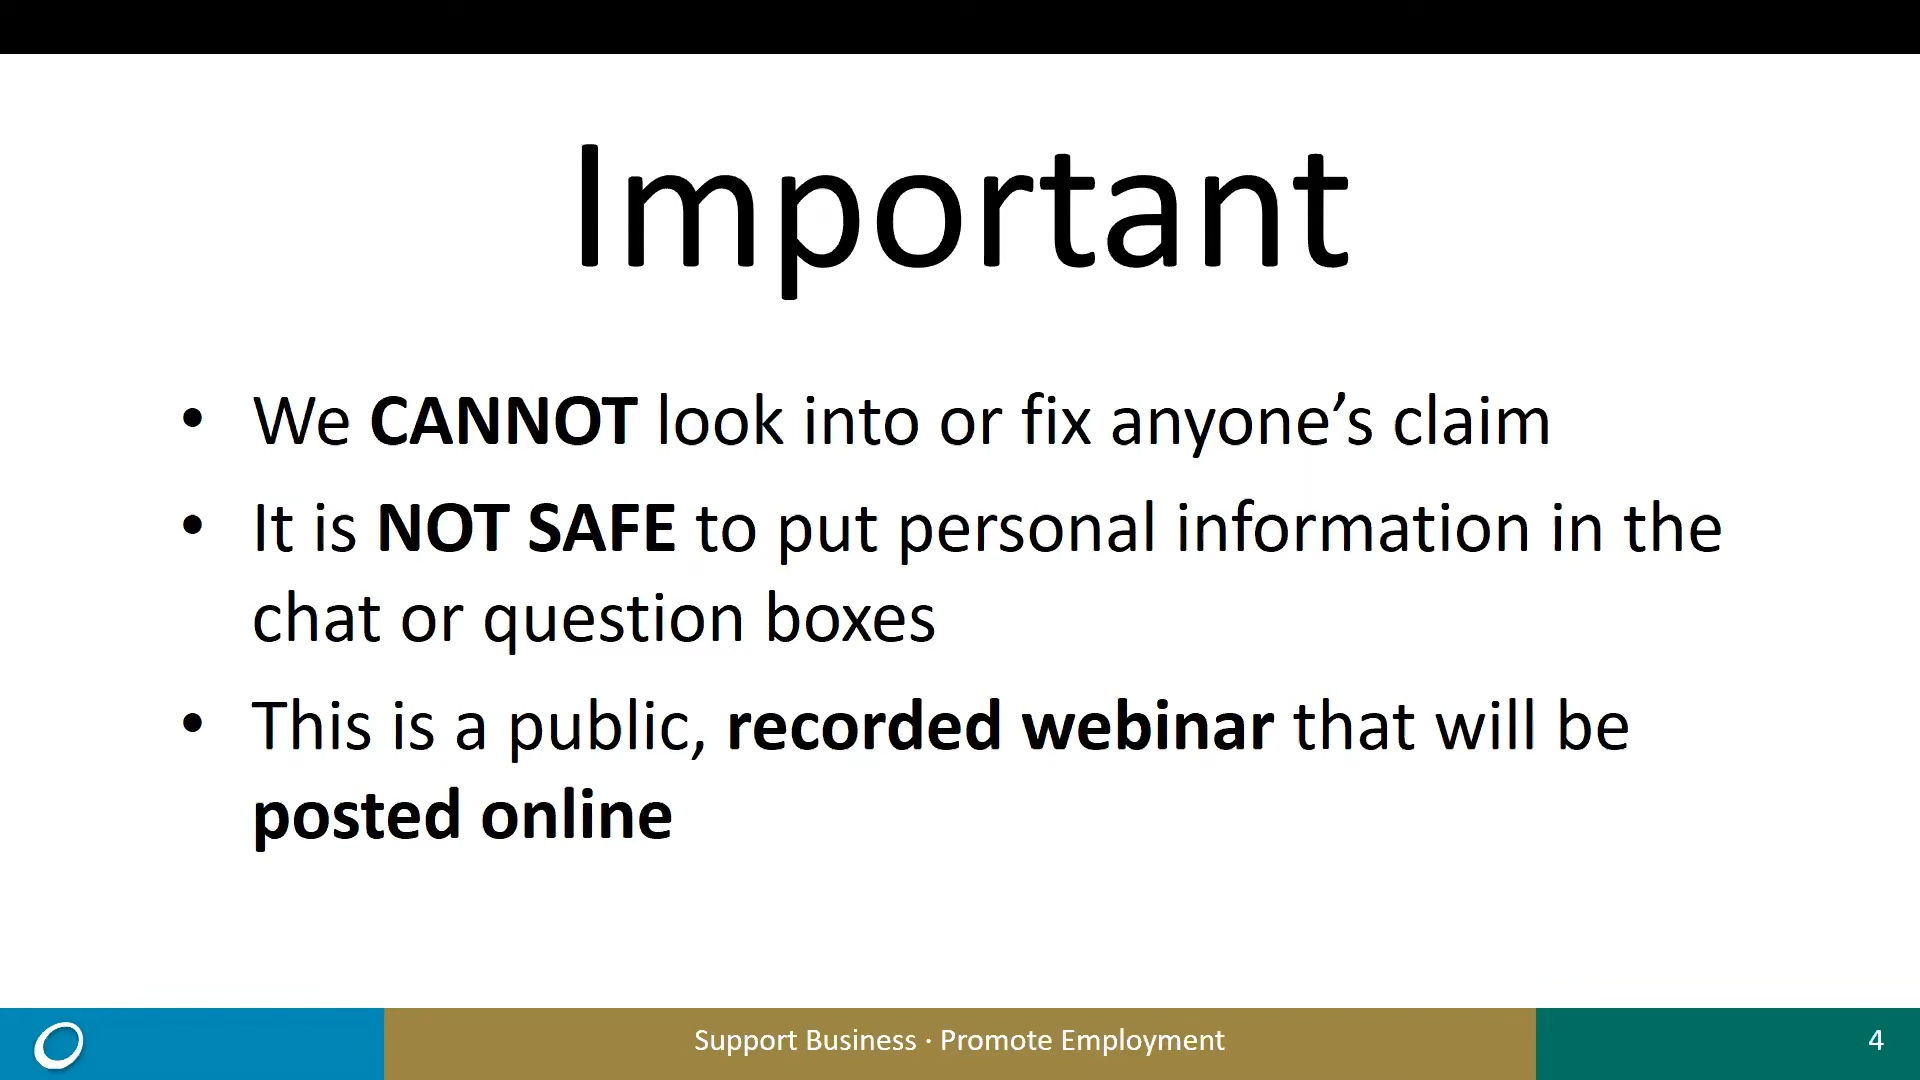 Important
• We CANNOT look into or fix anyone’s claim
• It is NOT SAFE to put personal information in the
chat or question boxes
• This is a public, recorded webinar that will be
posted online
Support Business · Promote Employment
4